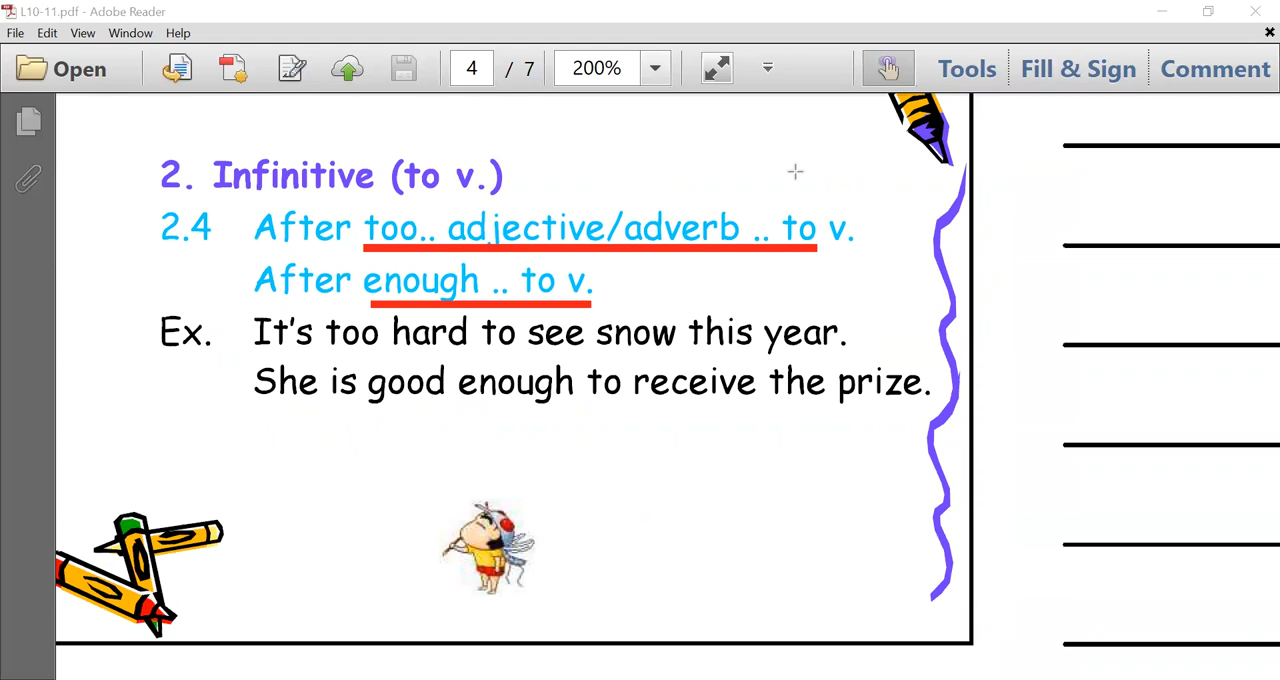 L10-11.pdf - Adobe Reader
File Edit View Window Help
Open 4 / 7 200% Tools Fill & Sign Comment
2. Infinitive (to v.)
2.4 After too.. adjective/adverb .. to v.
After enough .. to v.
Ex. It's too hard to see snow this year.
She is good enough to receive the prize.